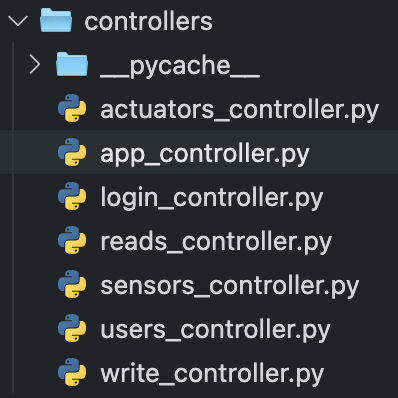 controllers
__pycache__
actuators_controller.py
app_controller.py
login_controller.py
reads_controller.py
sensors_controller.py
users_controller.py
write_controller.py